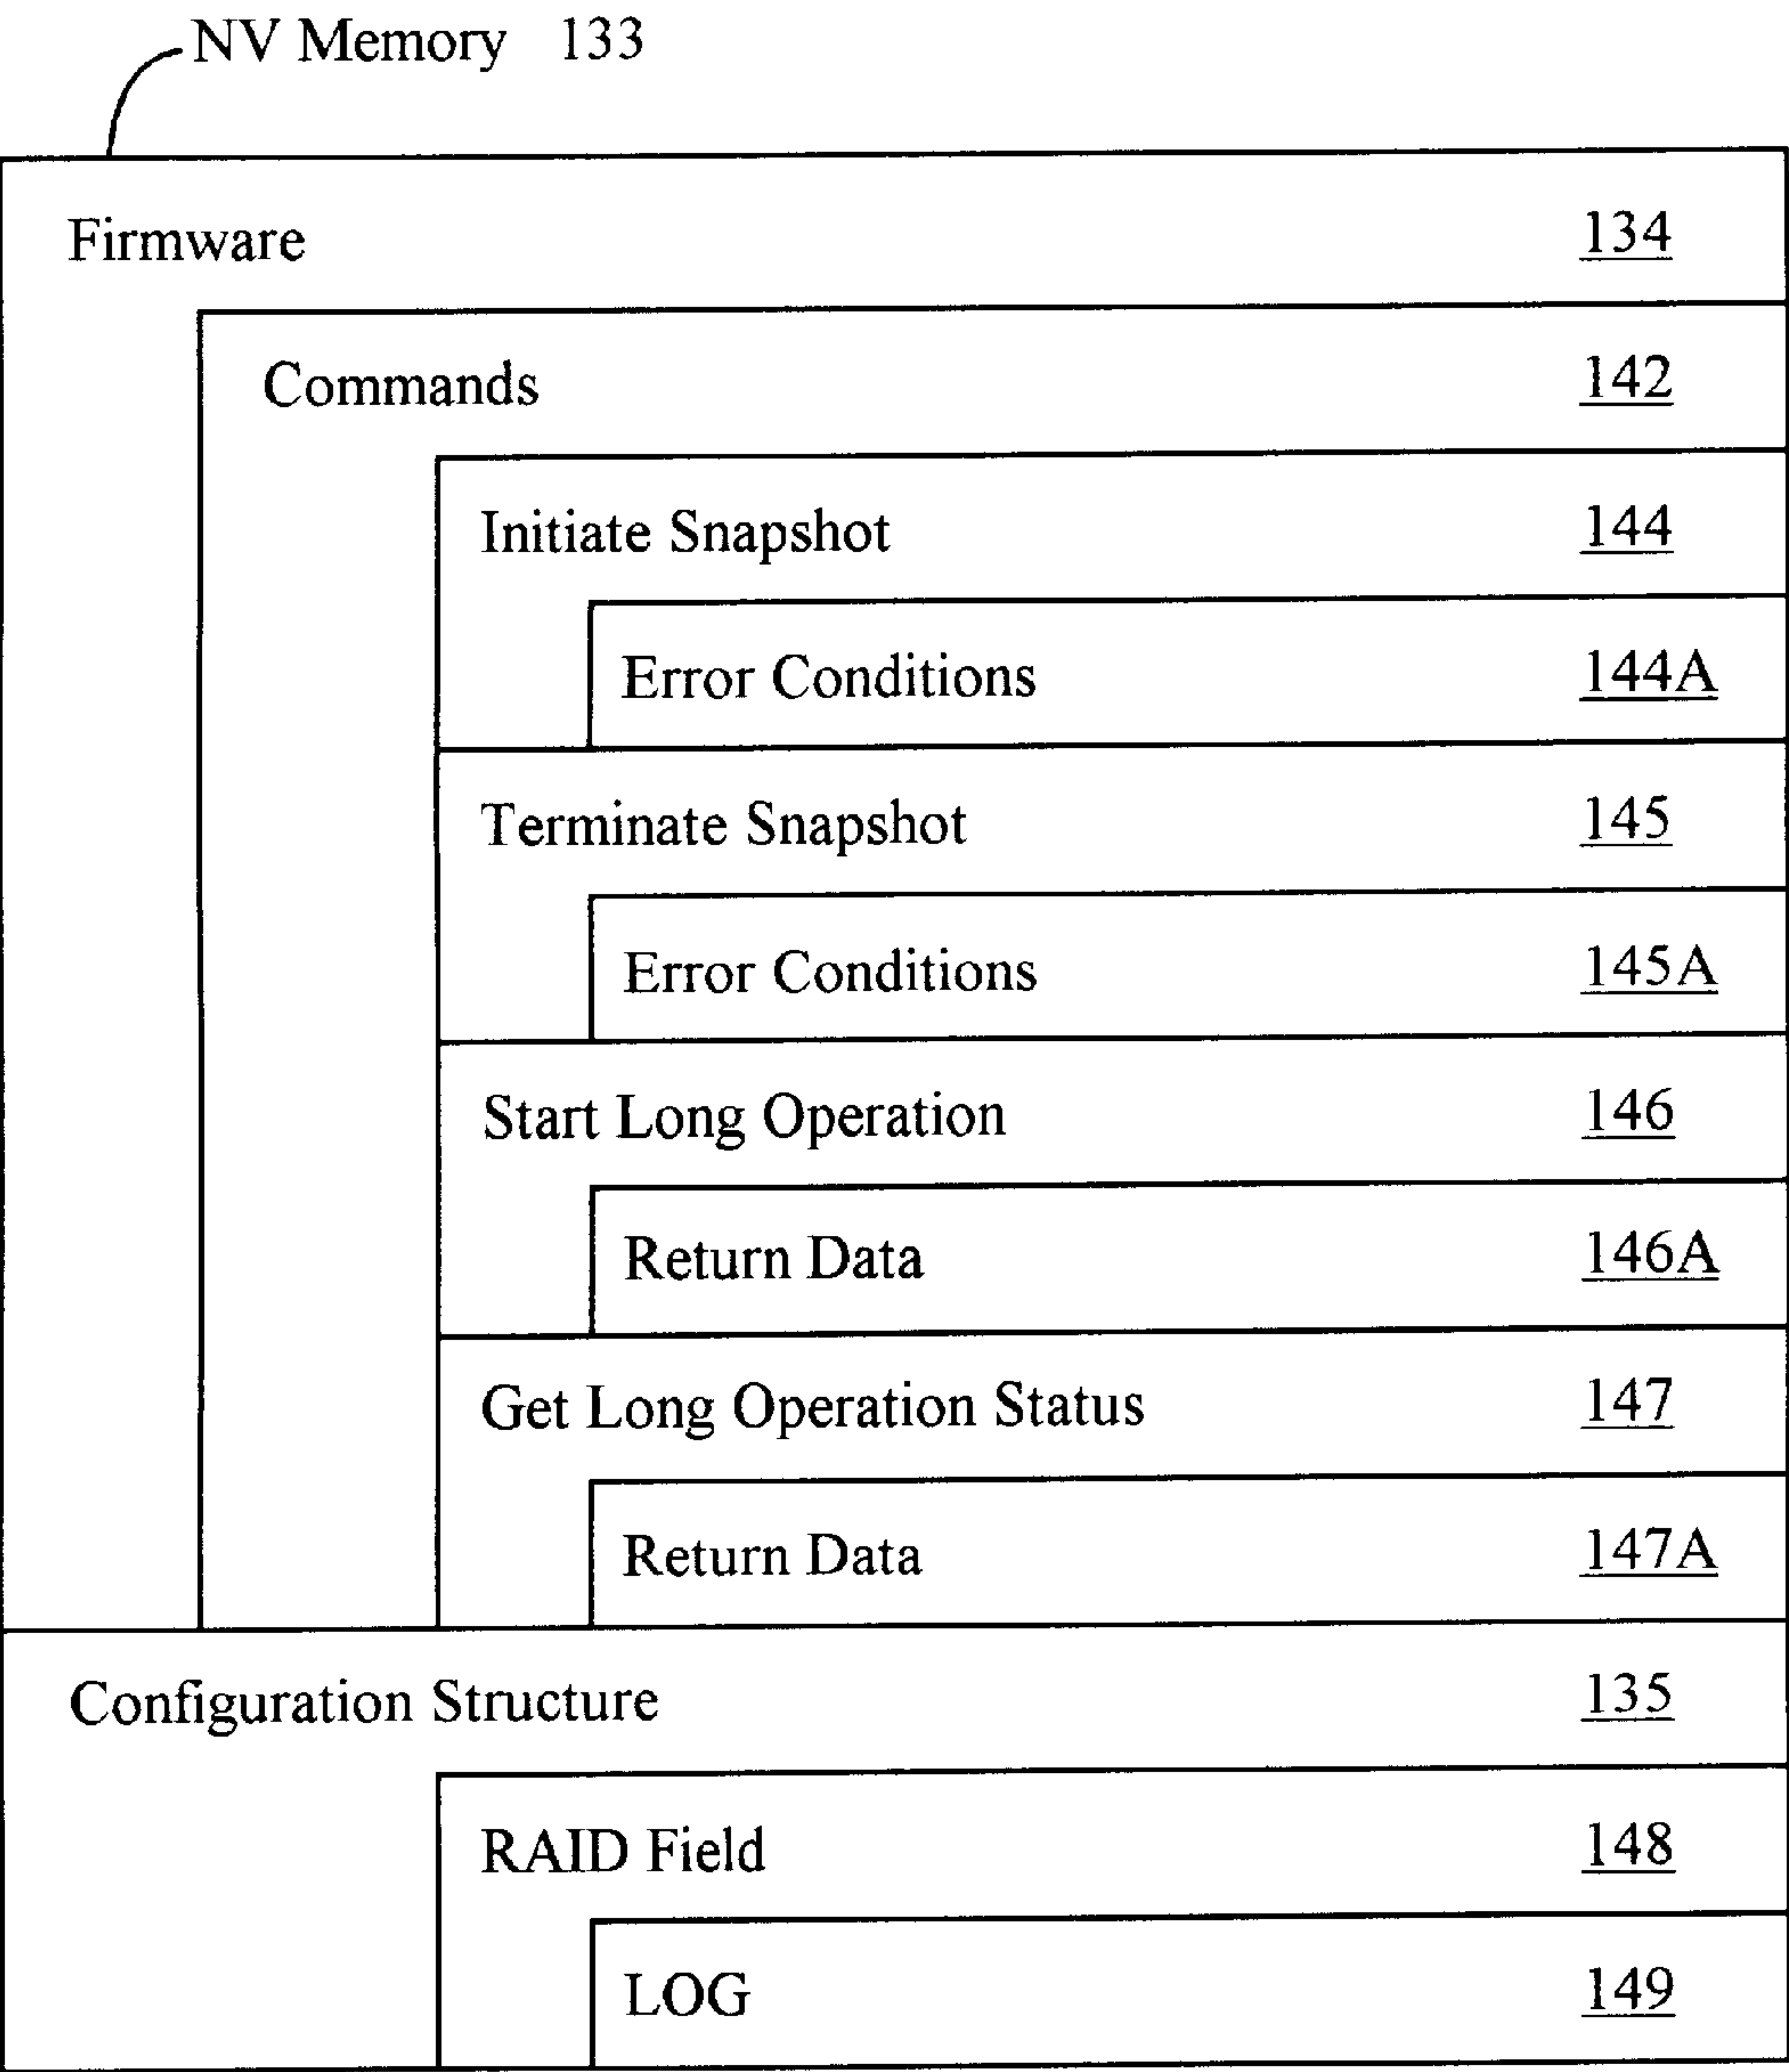 NV Memory 133
Firmware 134
Commands 142
Initiate Snapshot 144
Error Conditions 144A
Terminate Snapshot 145
Error Conditions 145A
Start Long Operation 146
Return Data 146A
Get Long Operation Status 147
Return Data 147A
Configuration Structure 135
RAID Field 148
LOG 149